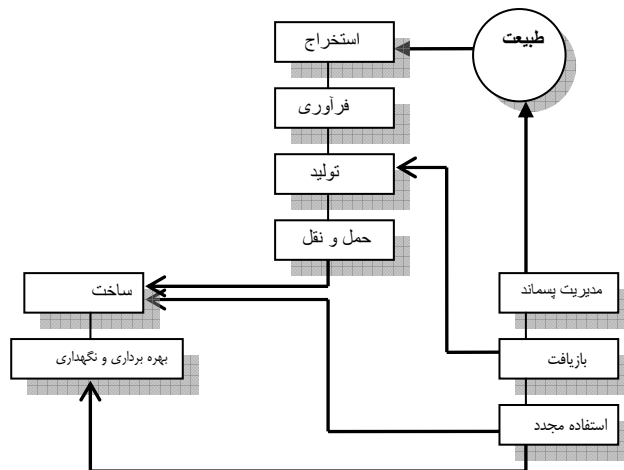 طبیعت
استخراج
فرآوری
تولید
حمل و نقل
ساخت
بهره برداری و نگهداری
مدیریت پسماند
بازیافت
استفاده مجدد